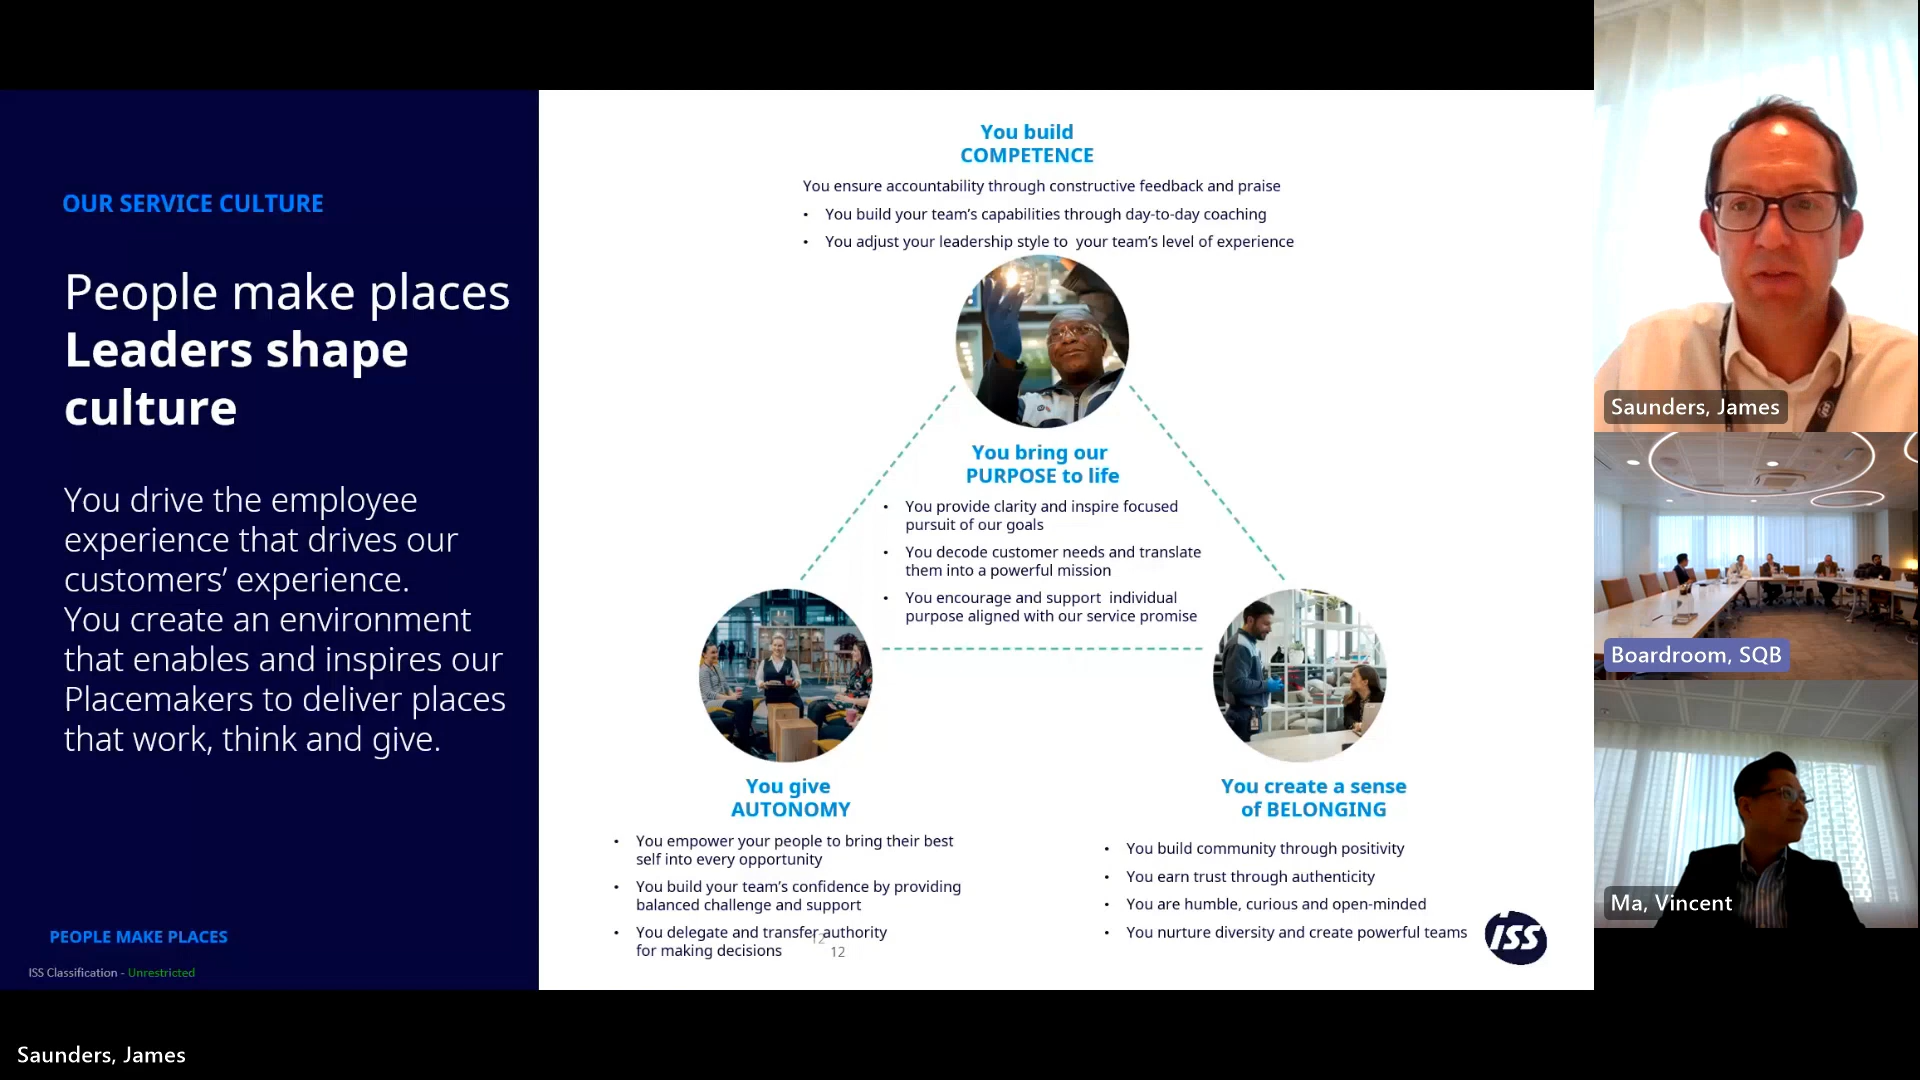 OUR SERVICE CULTURE
People make places
Leaders shape
culture
You drive the employee
experience that drives our
customers’ experience.
You create an environment
that enables and inspires our
Placemakers to deliver places
that work, think and give.
PEOPLE MAKE PLACES
ISS Classification - Unrestricted
You build
COMPETENCE
You ensure accountability through constructive feedback and praise
• You build your team’s capabilities through day-to-day coaching
• You adjust your leadership style to  your team’s level of experience
You bring our
PURPOSE to life
• You provide clarity and inspire focused
pursuit of our goals
• You decode customer needs and translate
them into a powerful mission
• You encourage and support  individual
purpose aligned with our service promise
You give
AUTONOMY
• You empower your people to bring their best
self into every opportunity
• You build your team’s confidence by providing
balanced challenge and support
• You delegate and transfer authority
for making decisions
12
12
You create a sense
of BELONGING
• You build community through positivity
• You earn trust through authenticity
• You are humble, curious and open-minded
• You nurture diversity and create powerful teams
ISS
Saunders, James
Boardroom, SQB
Ma, Vincent
Saunders, James